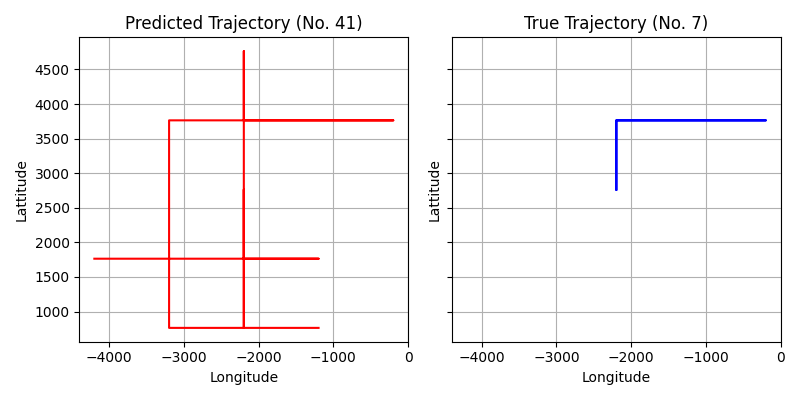 Predicted Trajectory (No. 41)
True Trajectory (No. 7)
4500
4000
3500
3000
2500
2000
1500
1000
Lattitude
Lattitude
−4000 −3000 −2000 −1000 0
−4000 −3000 −2000 −1000 0
Longitude
Longitude